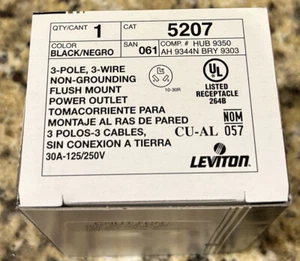 QTY/CANT 1 CAT 5207
COLOR BLACK/NEGRO SAN 061 COMP. # HUB 9350
AH 9344N BRY 9303
3-POLE, 3-WIRE
NON-GROUNDING
FLUSH MOUNT
POWER OUTLET
TOMACORRIENTE PARA
MONTAJE AL RAS DE PARED
3 POLOS-3 CABLES,
SIN CONEXION A TIERRA
30A-125/250V
10-30R
UL
LISTED
RECEPTACLE
264B
NOM
CU-AL 057
LEVITON